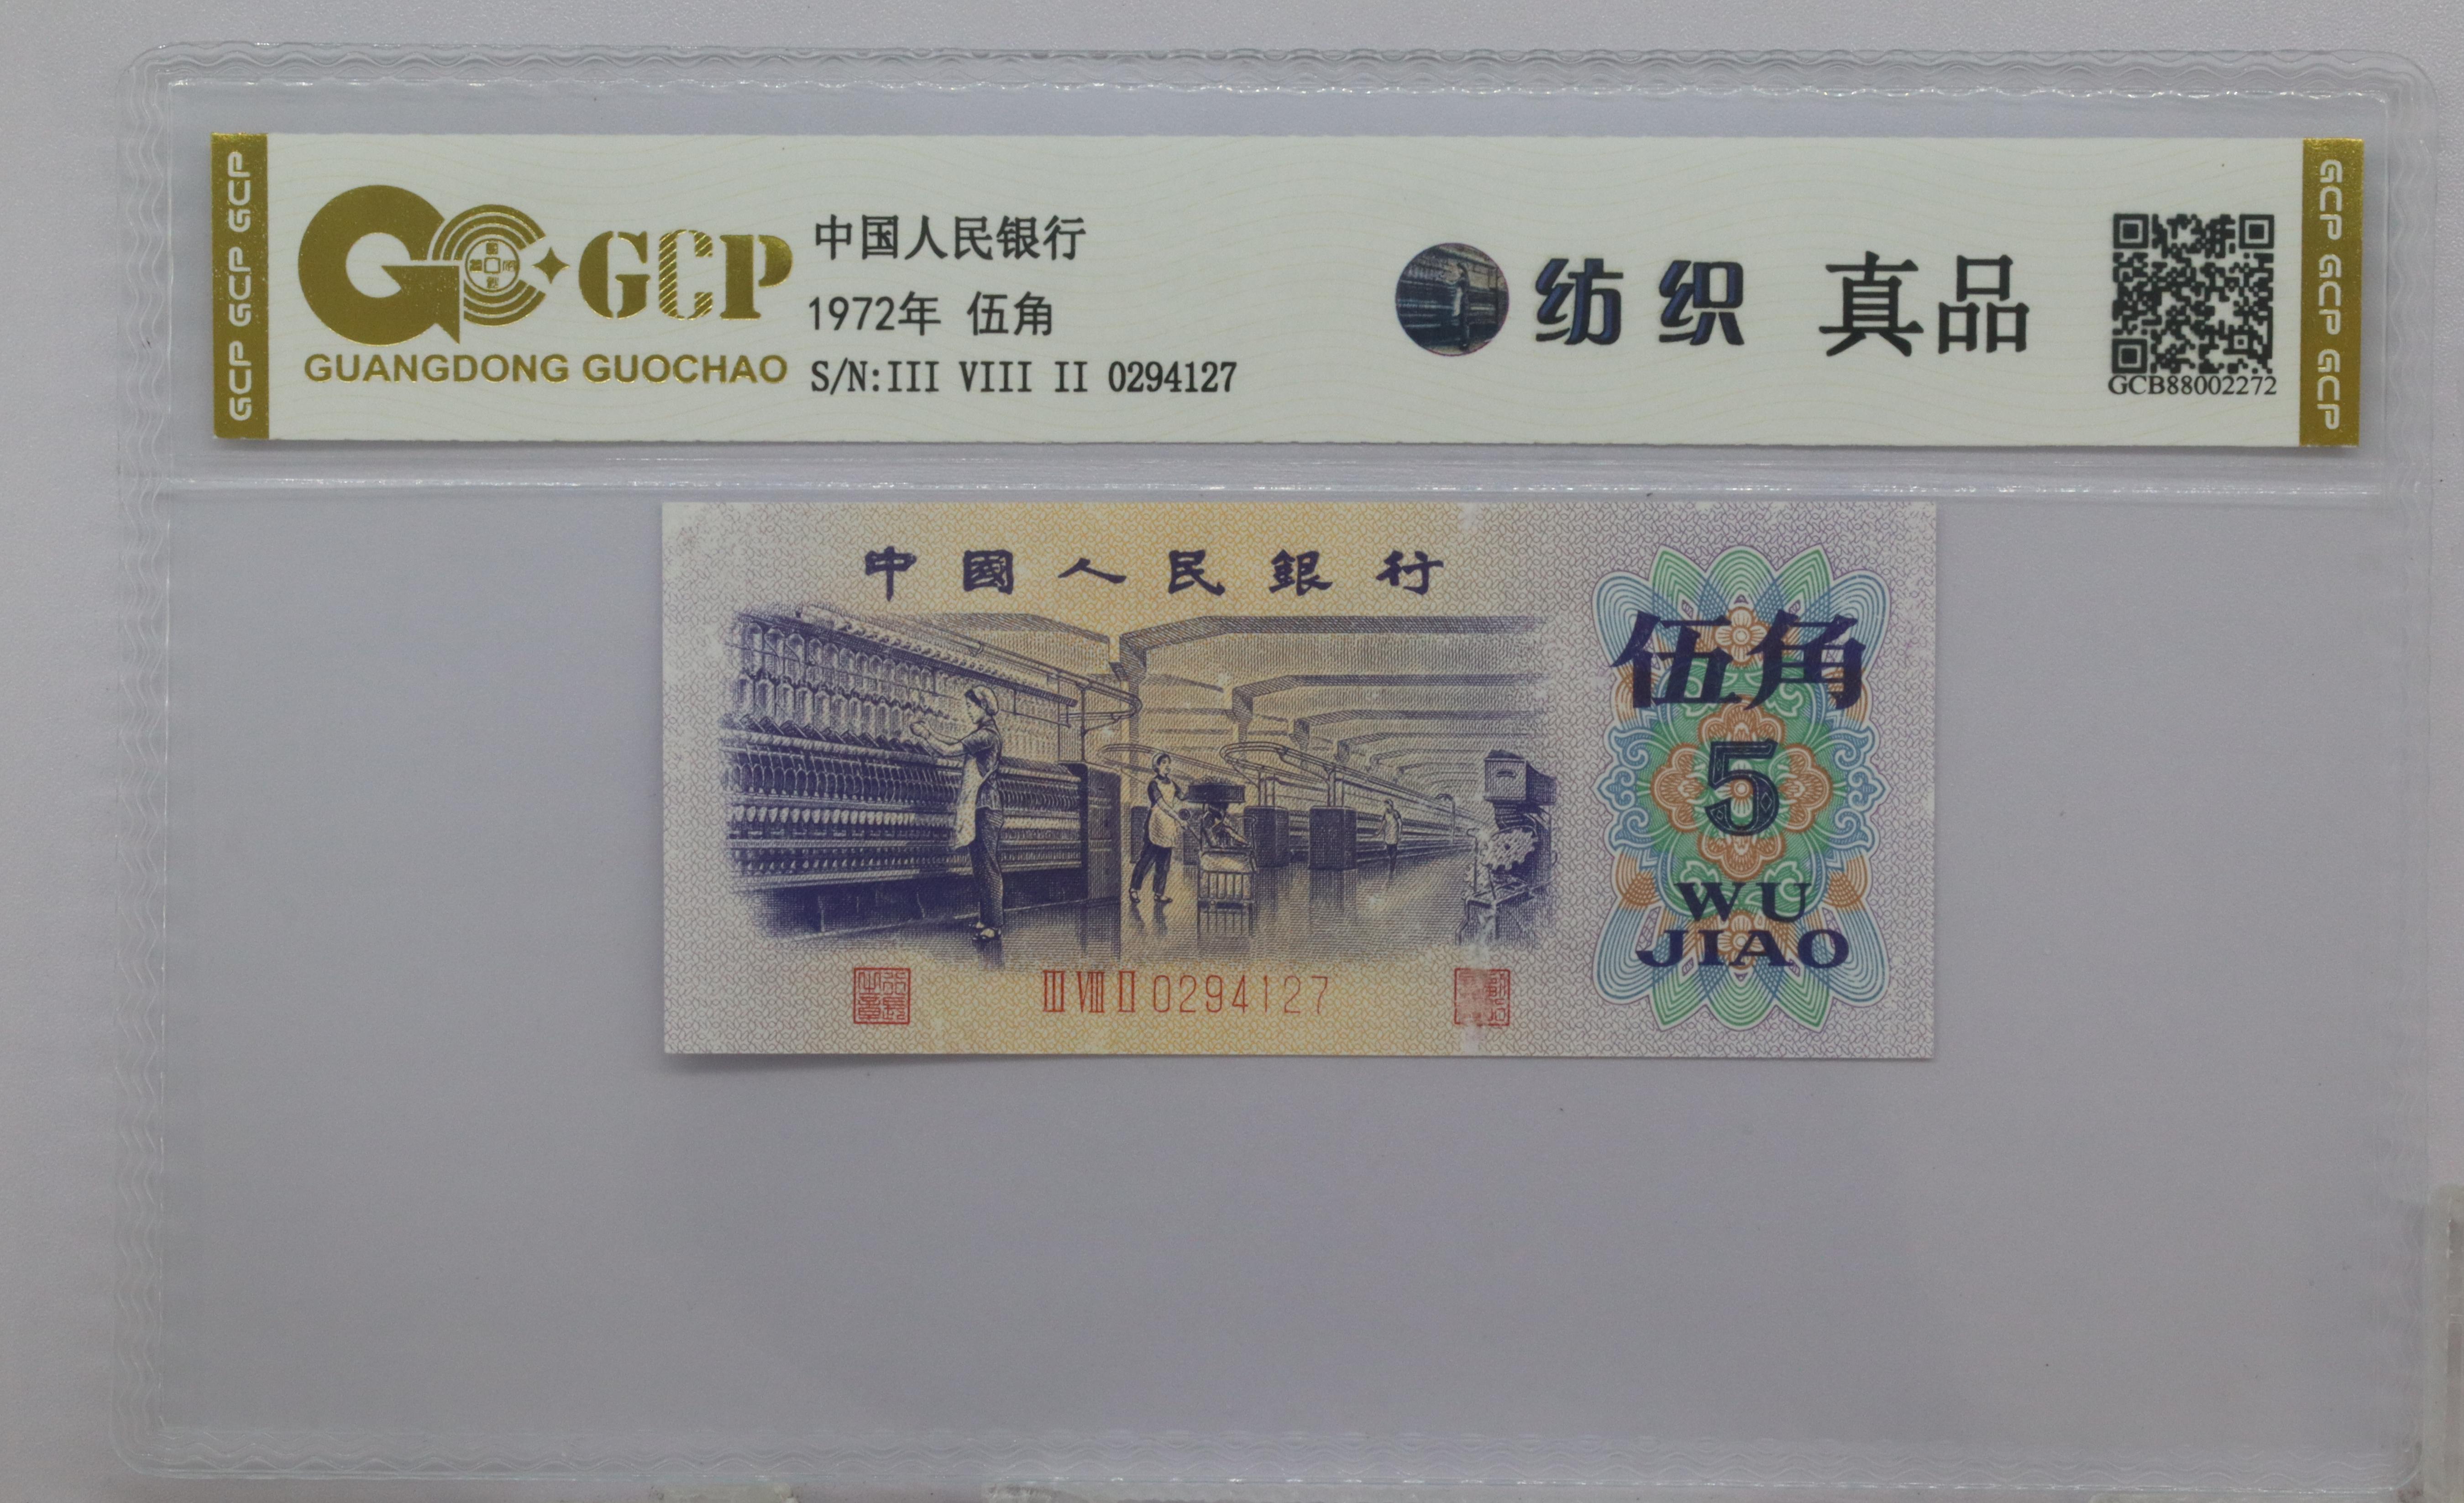 GCP GCP GCP
GCP
GUANGDONG GUOCHAO
中国人民银行
1972年 伍角
S/N:III VIII II 0294127
纺织 真品
GCB88002272
GCP GCP GCP
中國人民銀行
伍角
5
WU
JIAO
III VIII II 0294127